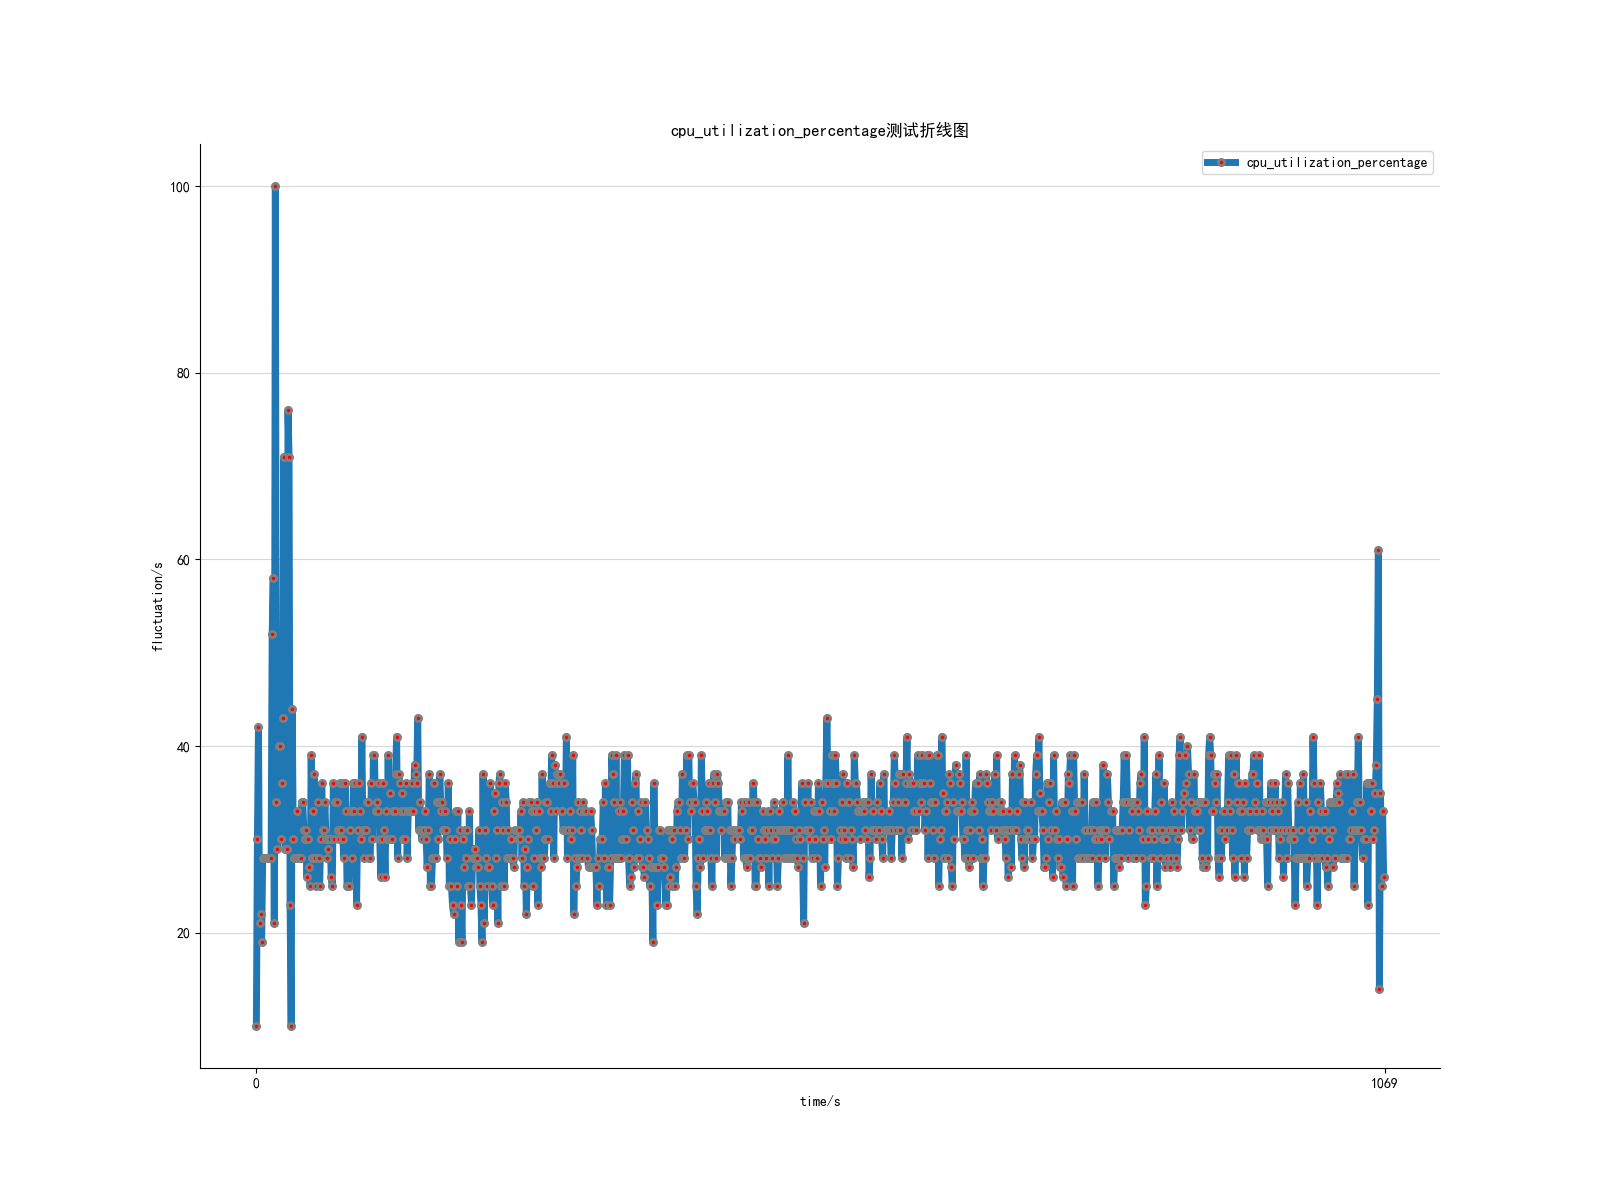 cpu_utilization_percentage测试折线图
cpu_utilization_percentage
100
80
60
40
20
fluctuation/s
0
1069
time/s